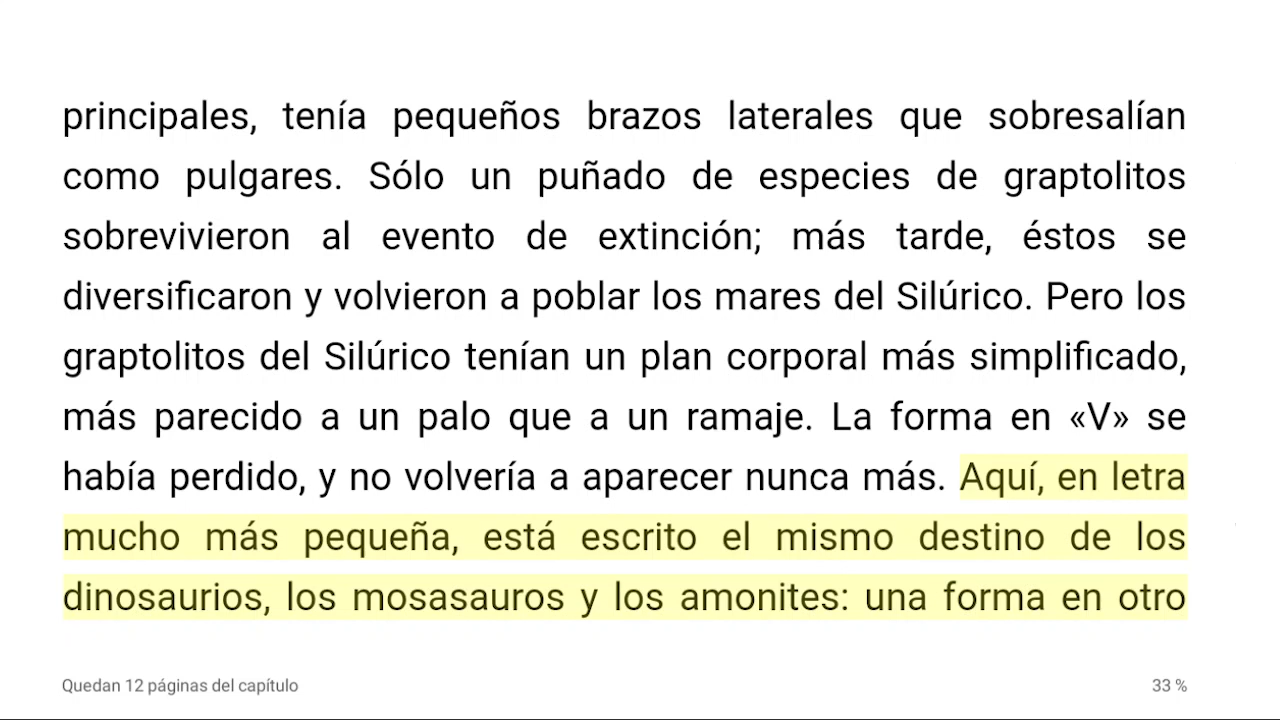 principales, tenía pequeños brazos laterales que sobresalían
como pulgares. Sólo un puñado de especies de graptolitos
sobrevivieron al evento de extinción; más tarde, éstos se
diversificaron y volvieron a poblar los mares del Silúrico. Pero los
graptolitos del Silúrico tenían un plan corporal más simplificado,
más parecido a un palo que a un ramaje. La forma en «V» se
había perdido, y no volvería a aparecer nunca más. Aquí, en letra
mucho más pequeña, está escrito el mismo destino de los
dinosaurios, los mosasauros y los amonites: una forma en otro
Quedan 12 páginas del capítulo
33 %